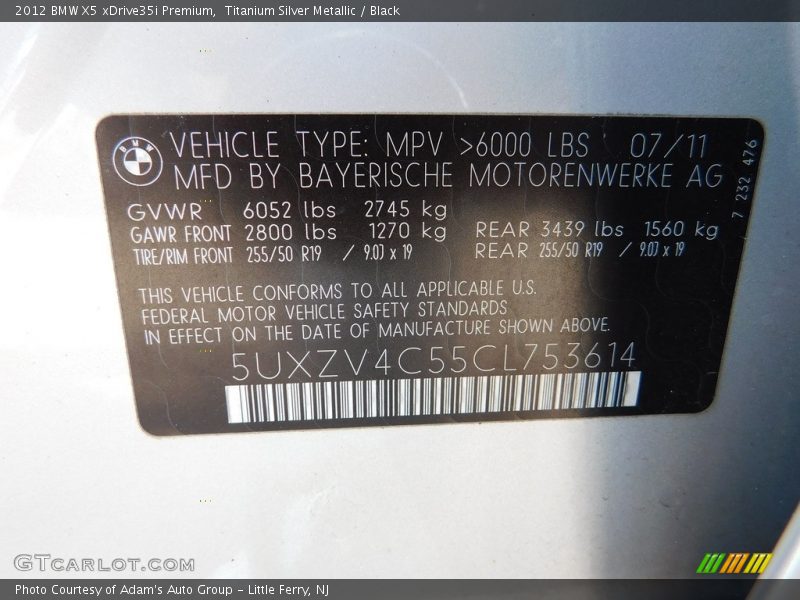 2012 BMW X5 xDrive35i Premium,  Titanium Silver Metallic / Black
BMW
VEHICLE TYPE: MPV >6000 LBS 07/11
MFD BY BAYERISCHE MOTORENWERKE AG
7 232 476
GVWR 6052 lbs 2745 kg
GAWR FRONT 2800 lbs 1270 kg REAR 3439 lbs 1560 kg
TIRE/RIM FRONT 255/50 R19 / 9.0J x 19 REAR 255/50 R19 / 9.0J x 19
THIS VEHICLE CONFORMS TO ALL APPLICABLE U.S.
FEDERAL MOTOR VEHICLE SAFETY STANDARDS
IN EFFECT ON THE DATE OF MANUFACTURE SHOWN ABOVE.
5UXZV4C55CL753614
GTCARLOT.COM
Photo Courtesy of Adam's Auto Group - Little Ferry, NJ